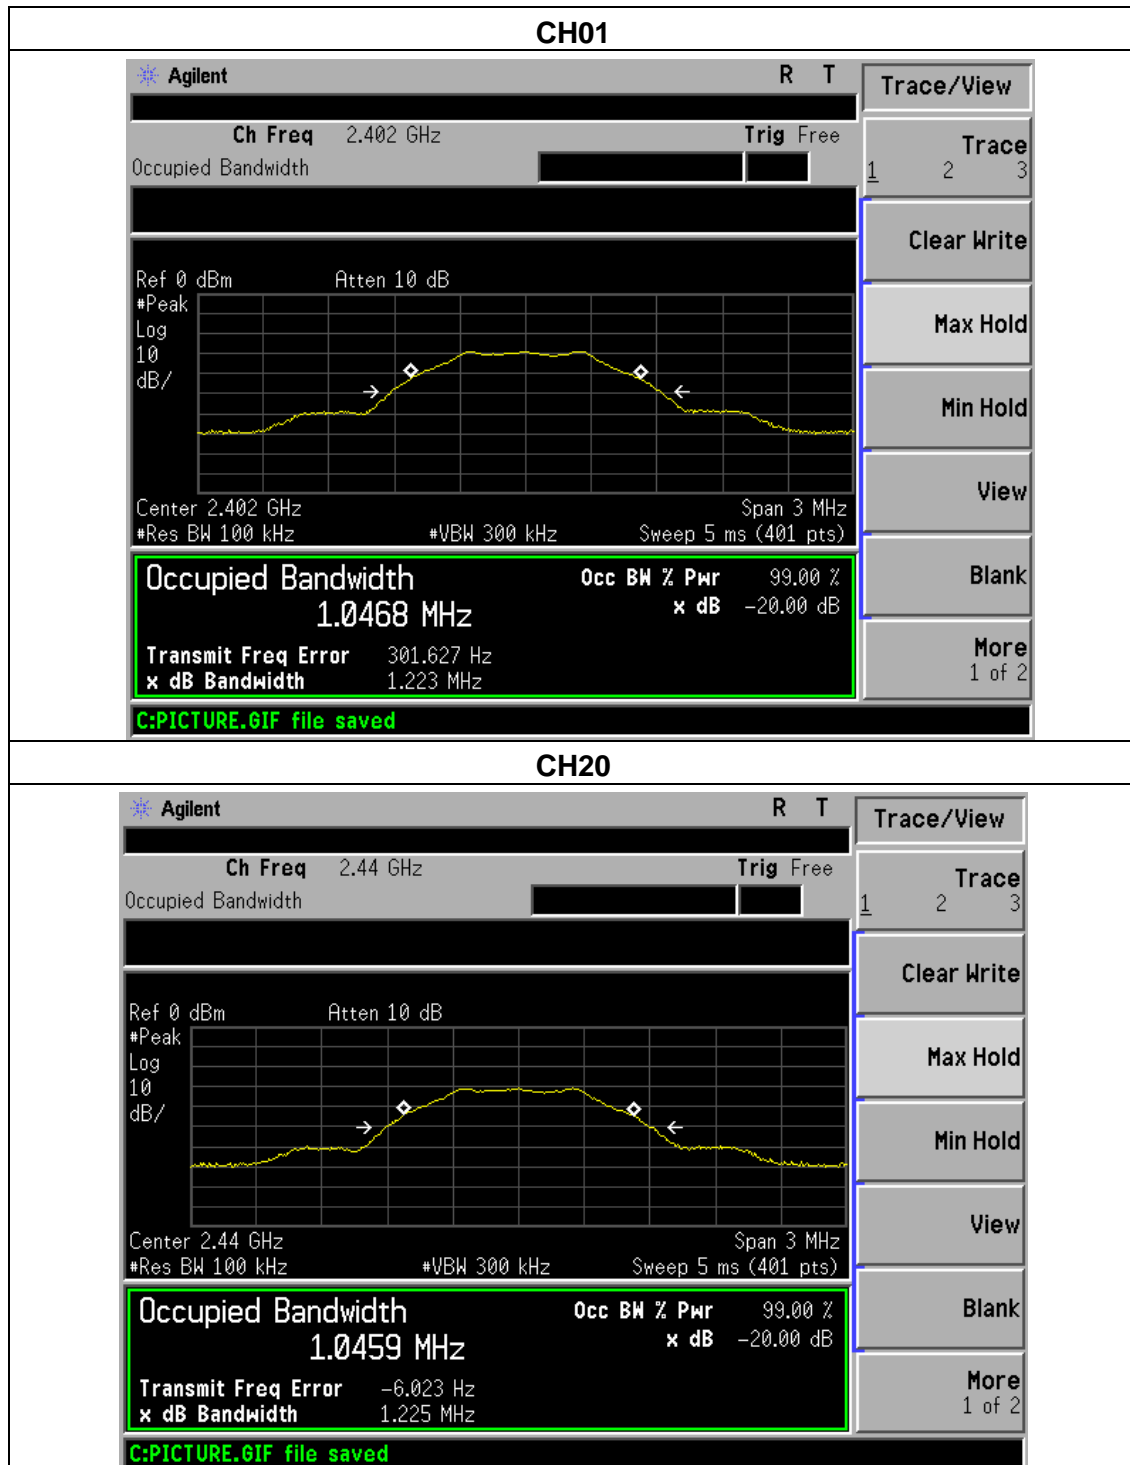 CH01
Agilent R T
Trace/View
Ch Freq 2.402 GHz Trig Free
Occupied Bandwidth
Trace
1 2 3
Clear Write
Ref 0 dBm Atten 10 dB
#Peak
Log
10
dB/
Max Hold
Min Hold
View
Center 2.402 GHz Span 3 MHz
#Res BW 100 kHz #VBW 300 kHz Sweep 5 ms (401 pts)
Occupied Bandwidth Occ BW % Pwr 99.00 %
1.0468 MHz x dB -20.00 dB
Blank
Transmit Freq Error 301.627 Hz
x dB Bandwidth 1.223 MHz
More
1 of 2
C:PICTURE.GIF file saved
CH20
Agilent R T
Trace/View
Ch Freq 2.44 GHz Trig Free
Occupied Bandwidth
Trace
1 2 3
Clear Write
Ref 0 dBm Atten 10 dB
#Peak
Log
10
dB/
Max Hold
Min Hold
View
Center 2.44 GHz Span 3 MHz
#Res BW 100 kHz #VBW 300 kHz Sweep 5 ms (401 pts)
Occupied Bandwidth Occ BW % Pwr 99.00 %
1.0459 MHz x dB -20.00 dB
Blank
Transmit Freq Error -6.023 Hz
x dB Bandwidth 1.225 MHz
More
1 of 2
C:PICTURE.GIF file saved